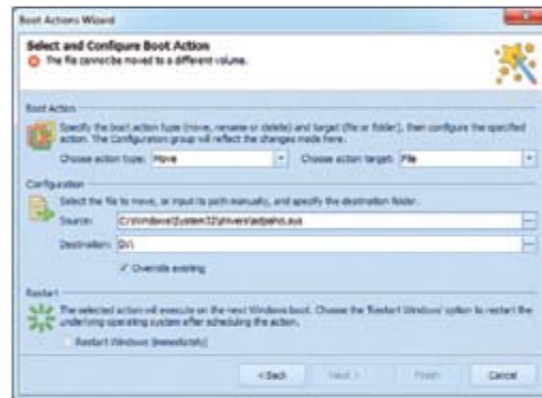 Boot Actions Wizard
Select and Configure Boot Action
The file cannot be moved to a different volume.
Boot Action
Specify the boot action type (move, rename or delete) and target (file or folder), then configure the specified
action. The Configuration group will reflect the changes made here.
Choose action type: Move Choose action target: File
Configuration
Select the file to move, or input its path manually, and specify the destination folder.
Source: C:\Windows\System32\drivers\
Destination: D:\
Override existing
Restart
The selected action will execute on the next Windows boot. Choose the 'Restart Windows' option to restart the
underlying operating system after scheduling the action.
Restart Windows (immediately)
< Back Next > Finish Cancel